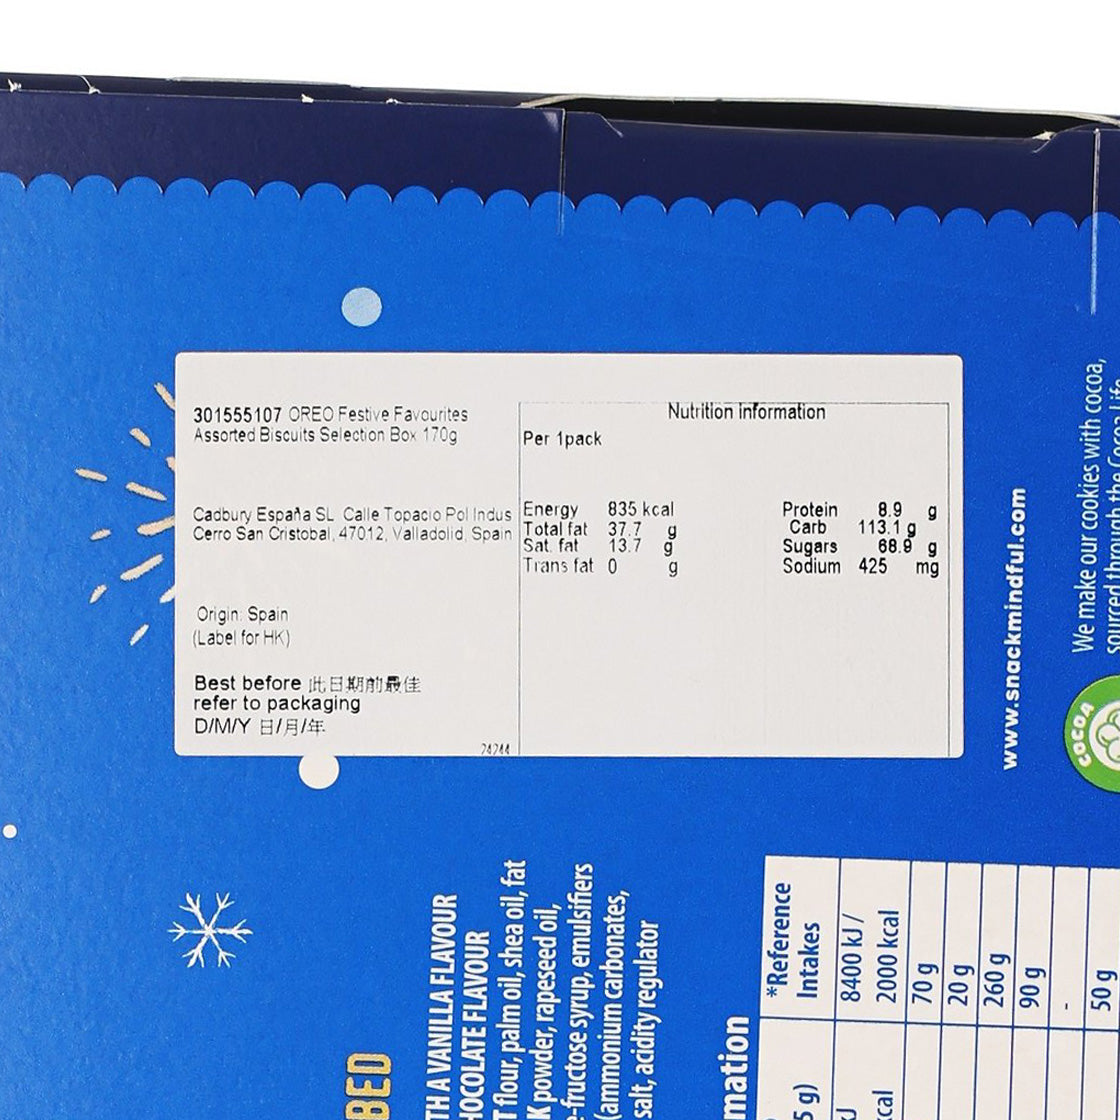 301555107 OREO Festive Favourites
Assorted Biscuits Selection Box 170g
Cadbury España SL Calle Topacio Pol Indus
Cerro San Cristobal, 47012, Valladolid, Spain
Origin: Spain
(Label for HK)
Best before 此日期前最佳
refer to packaging
D/M/Y 日/月/年
24244
Nutrition Information
Per 1pack
Energy 835 kcal
Total fat 37.7 g
Sat. fat 13.7 g
Trans fat 0 g
Protein 8.9 g
Carb 113.1 g
Sugars 68.9 g
Sodium 425 mg
www.snackmindful.com
We make our cookies with cocoa,
sourced through the Cocoa Life
COCOA
BED
TH A VANILLA FLAVOUR
HOCOLATE FLAVOUR
T flour, palm oil, shea oil, fat
K powder, rapeseed oil,
e-fructose syrup, emulsifiers
(ammonium carbonates,
salt, acidity regulator
mation
*Reference
Intakes
8400 kJ /
2000 kcal
70 g
20 g
260 g
90 g
-
50 g
5 g)
kJ
kcal